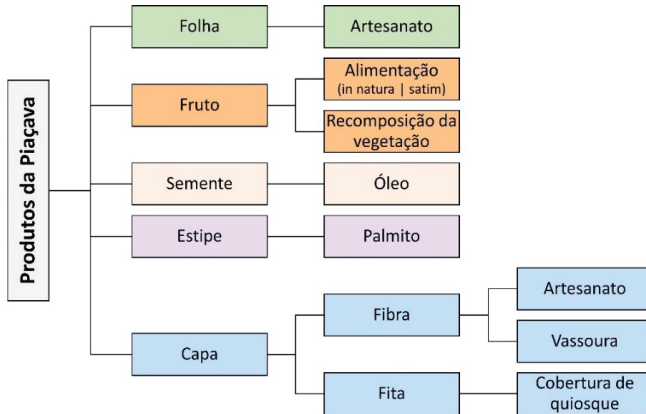 Produtos da Piaçava
Folha
Artesanato
Fruto
Alimentação
(in natura | satim)
Recomposição da
vegetação
Semente
Óleo
Estipe
Palmito
Capa
Fibra
Artesanato
Vassoura
Fita
Cobertura de
quiosque